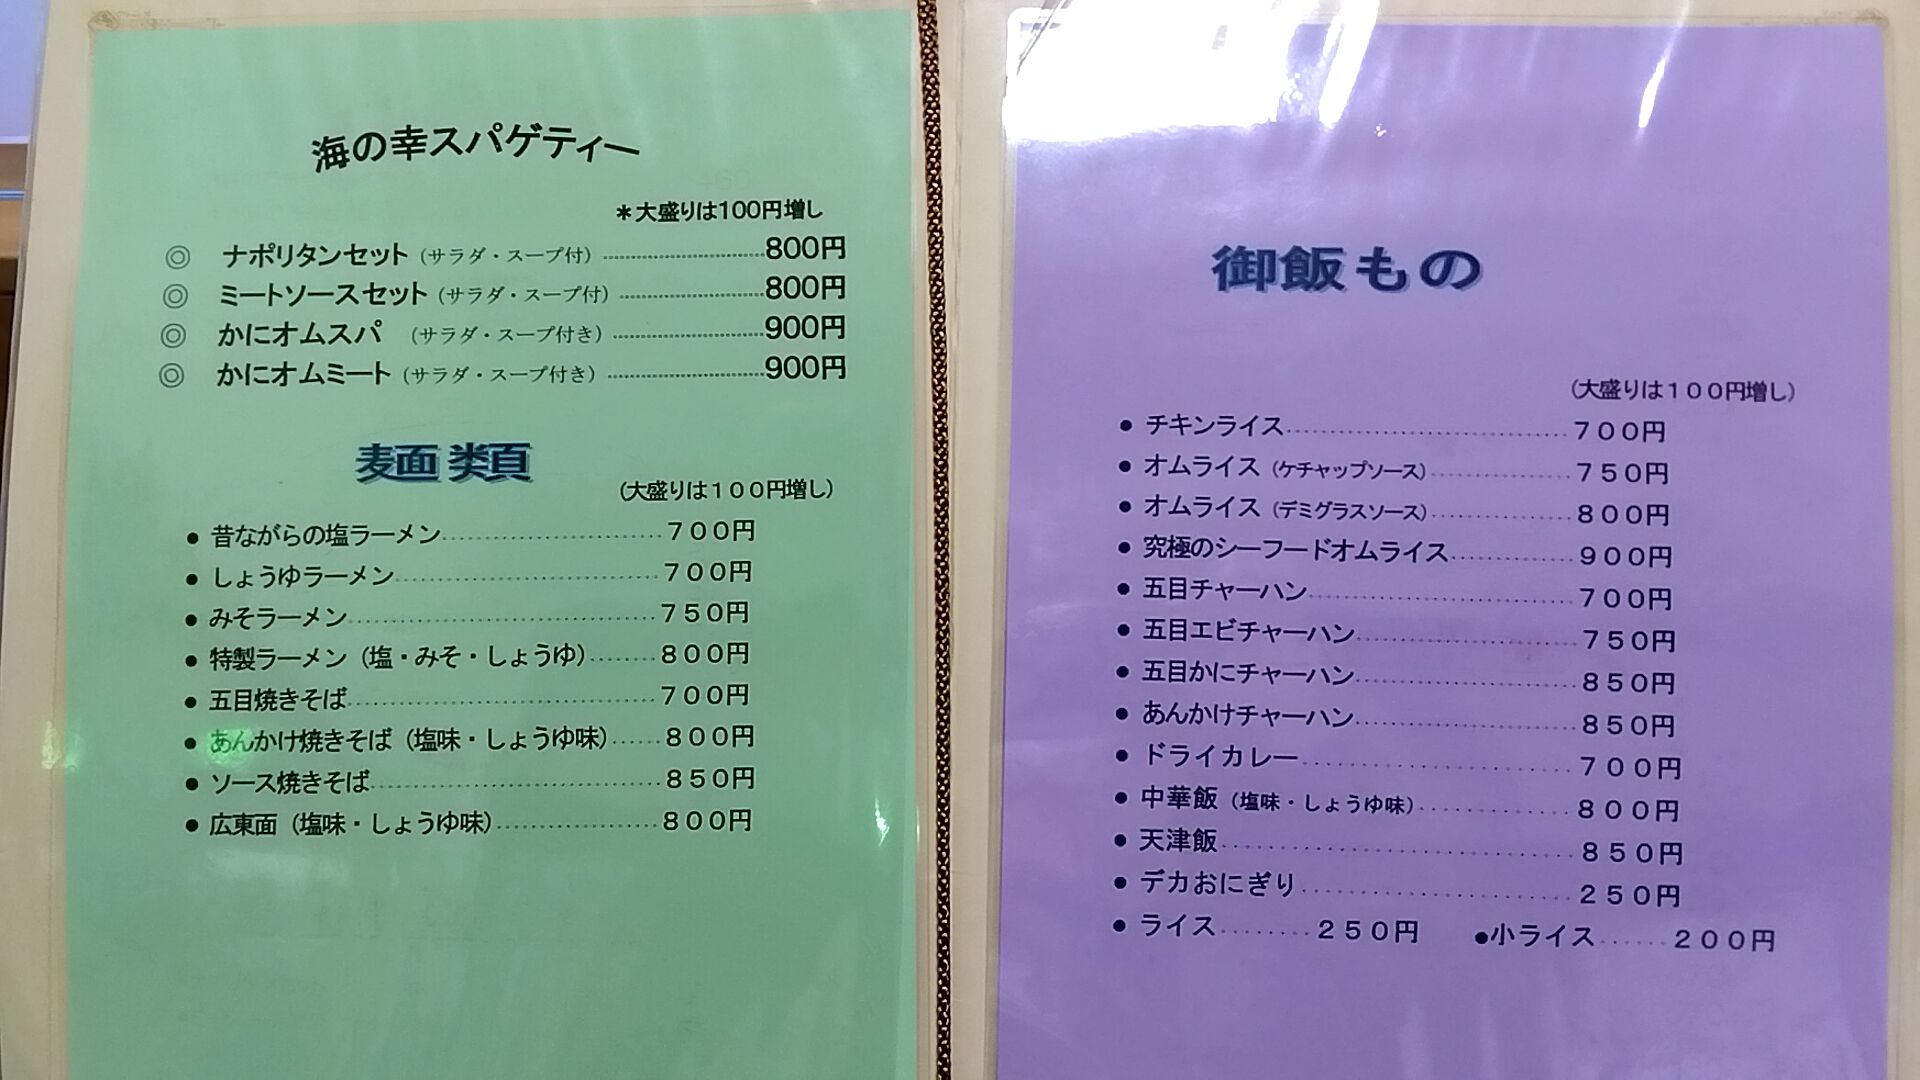 海の幸スパゲティー
＊大盛りは100円増し
◎ ナポリタンセット（サラダ・スープ付）……………800円
◎ ミートソースセット（サラダ・スープ付）……………800円
◎ かにオムスパ （サラダ・スープ付き）……………900円
◎ かにオムミート（サラダ・スープ付き）……………900円
麺類
（大盛りは１００円増し）
● 昔ながらの塩ラーメン……………７００円
● しょうゆラーメン……………７００円
● みそラーメン……………７５０円
● 特製ラーメン（塩・みそ・しょうゆ）………８００円
● 五目焼きそば……………７００円
● あんかけ焼きそば（塩味・しょうゆ味）……８００円
● ソース焼きそば……………８５０円
● 広東面（塩味・しょうゆ味）……………８００円
御飯もの
（大盛りは１００円増し）
● チキンライス……………７００円
● オムライス（ケチャップソース）……………７５０円
● オムライス（デミグラスソース）……………８００円
● 究極のシーフードオムライス……………９００円
● 五目チャーハン……………７００円
● 五目エビチャーハン……………７５０円
● 五目かにチャーハン……………８５０円
● あんかけチャーハン……………８５０円
● ドライカレー……………７００円
● 中華飯（塩味・しょうゆ味）……………８００円
● 天津飯……………８５０円
● デカおにぎり……………２５０円
● ライス………２５０円 ●小ライス……２００円